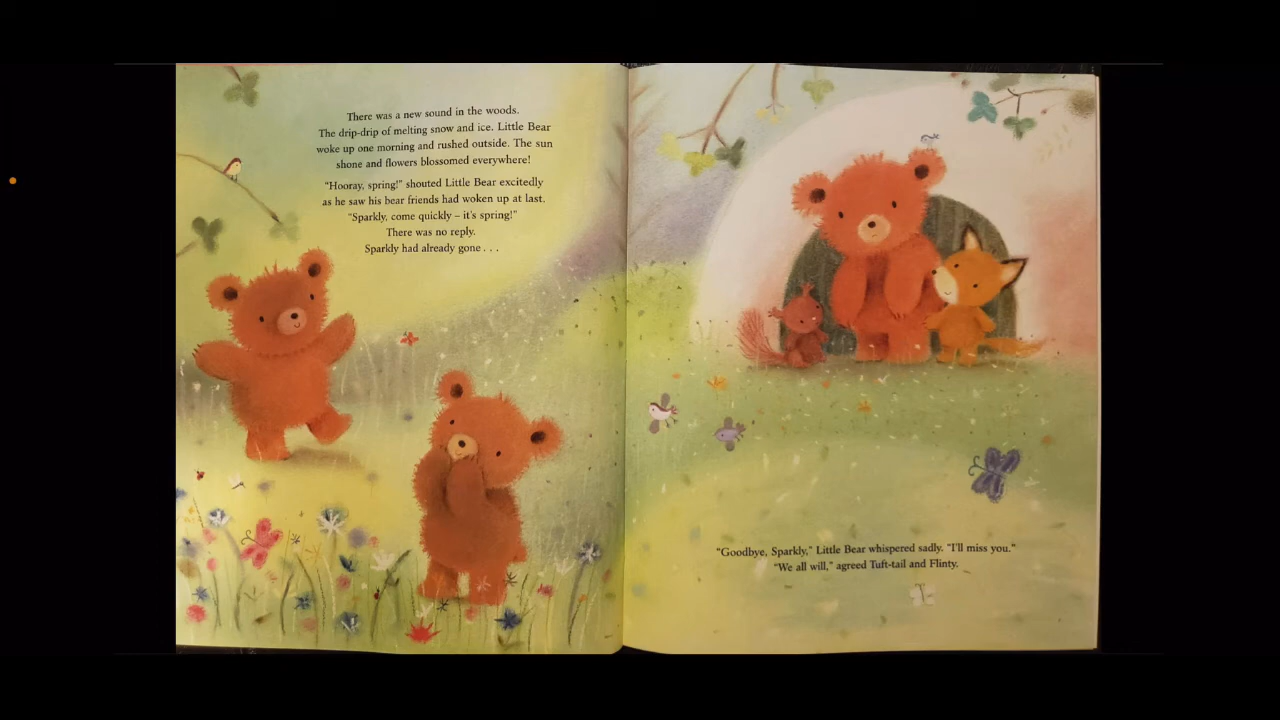 There was a new sound in the woods.
The drip-drip of melting snow and ice. Little Bear
woke up one morning and rushed outside. The sun
shone and flowers blossomed everywhere!
“Hooray, spring!” shouted Little Bear excitedly
as he saw his bear friends had woken up at last.
“Sparkly, come quickly – it’s spring!”
There was no reply.
Sparkly had already gone . . .
“Goodbye, Sparkly,” Little Bear whispered sadly. “I’ll miss you.”
“We all will,” agreed Tuft-tail and Flinty.